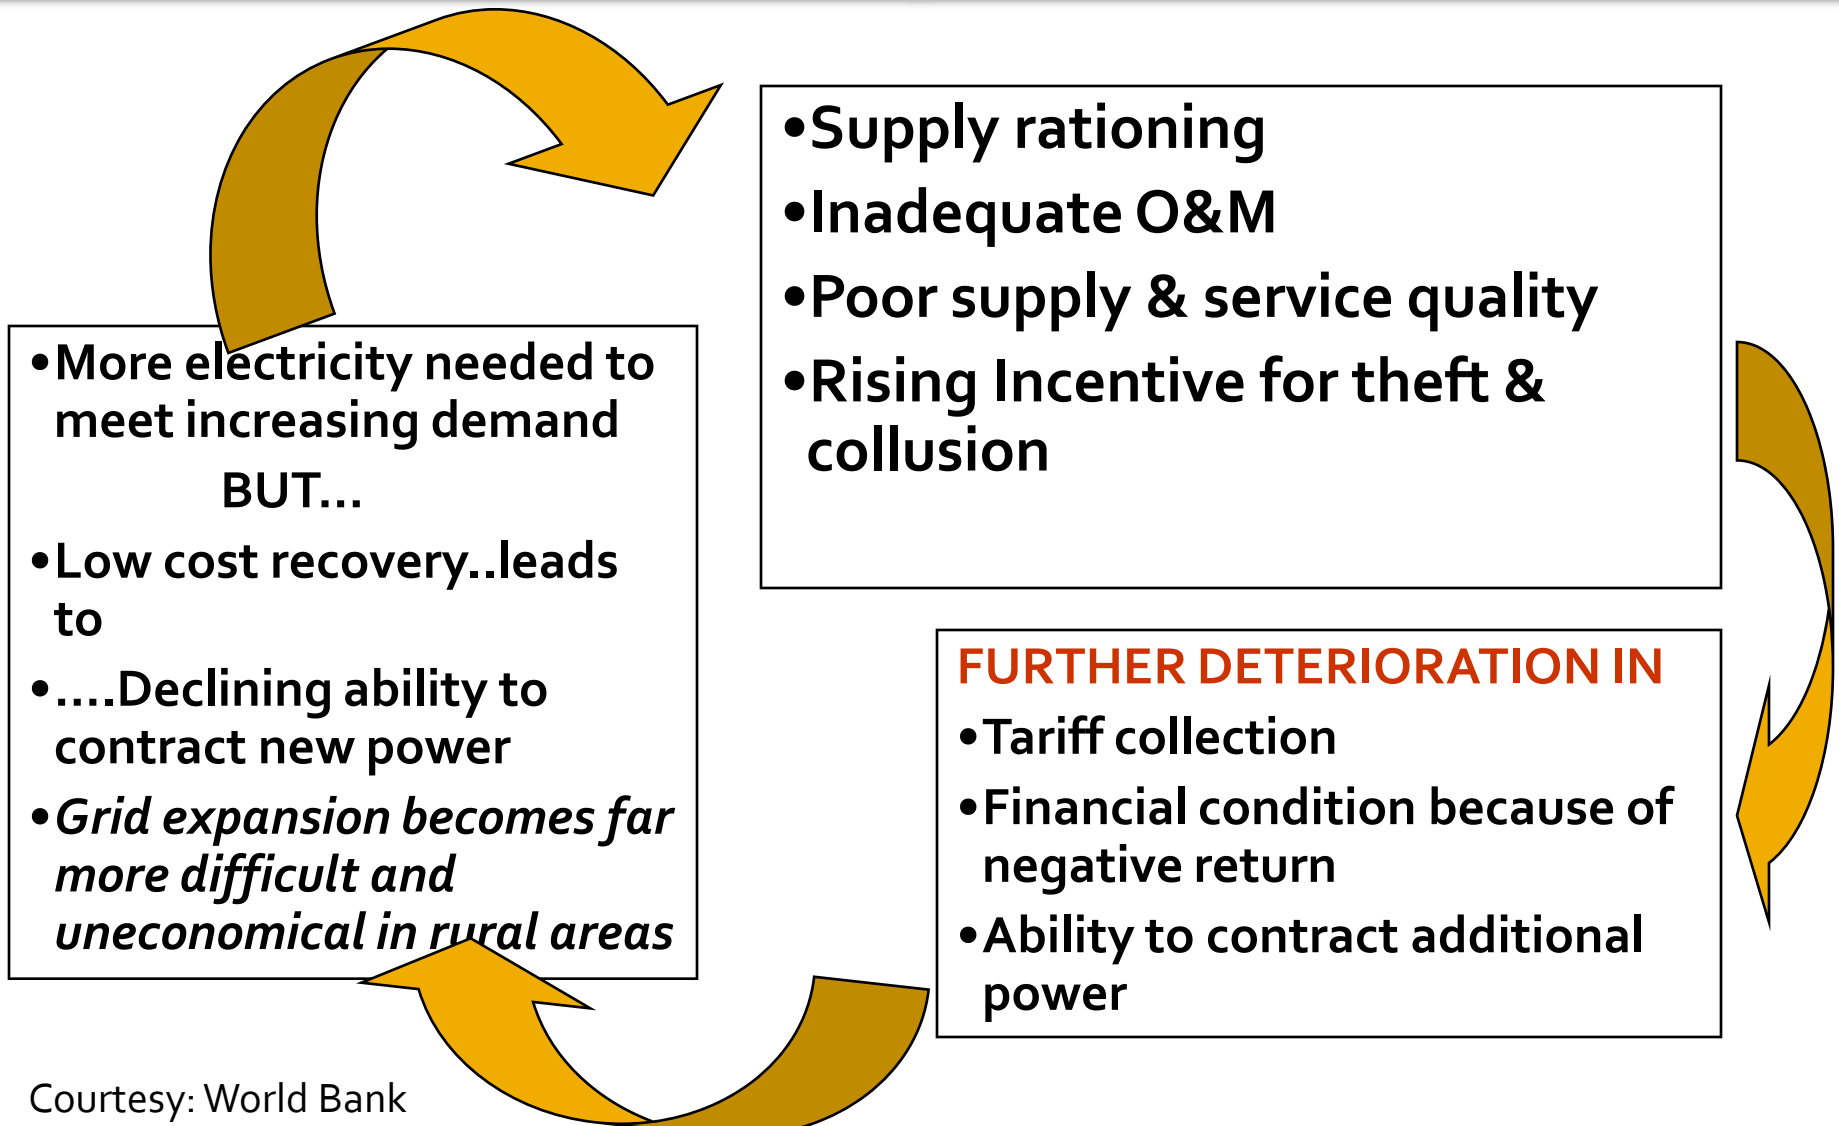 •Supply rationing
•Inadequate O&M
•Poor supply & service quality
•Rising Incentive for theft &
collusion
•More electricity needed to
meet increasing demand
BUT...
•Low cost recovery..leads
to
•....Declining ability to
contract new power
•Grid expansion becomes far
more difficult and
uneconomical in rural areas
FURTHER DETERIORATION IN
•Tariff collection
•Financial condition because of
negative return
•Ability to contract additional
power
Courtesy: World Bank